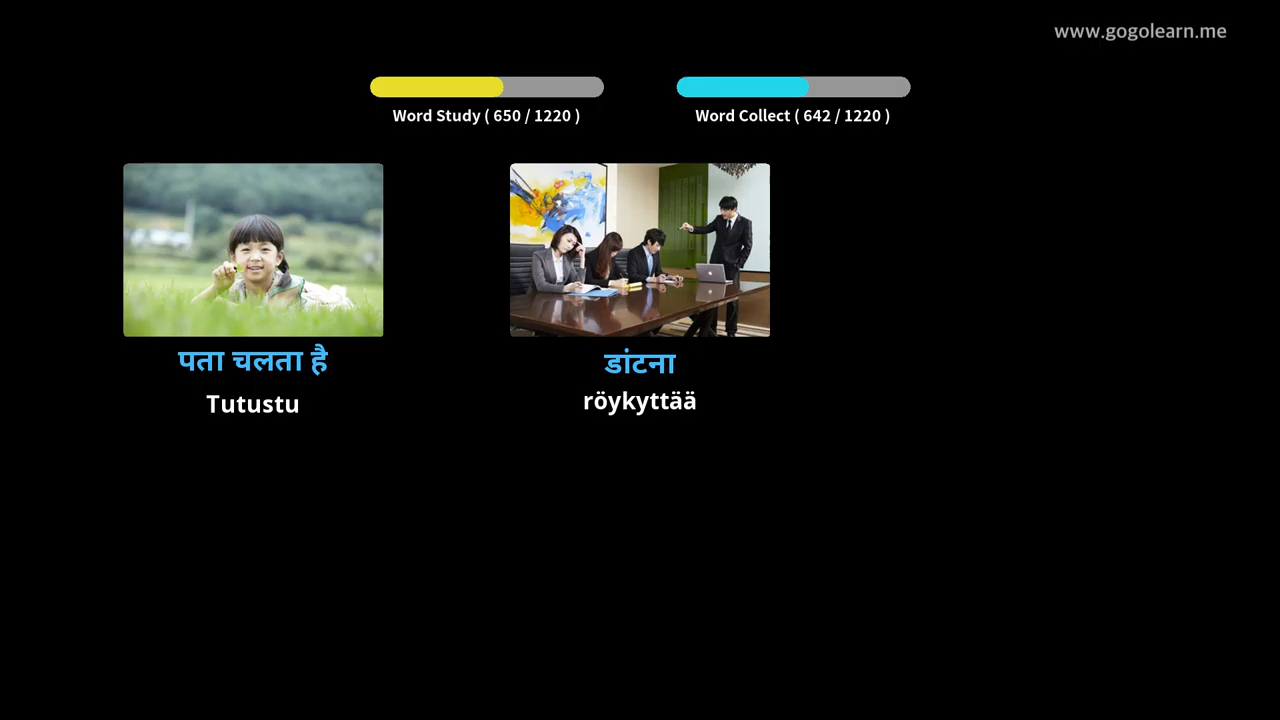 www.gogolearn.me
Word Study ( 650 / 1220 )
Word Collect ( 642 / 1220 )
पता चलता है
Tutustu
डांटना
röykyttää